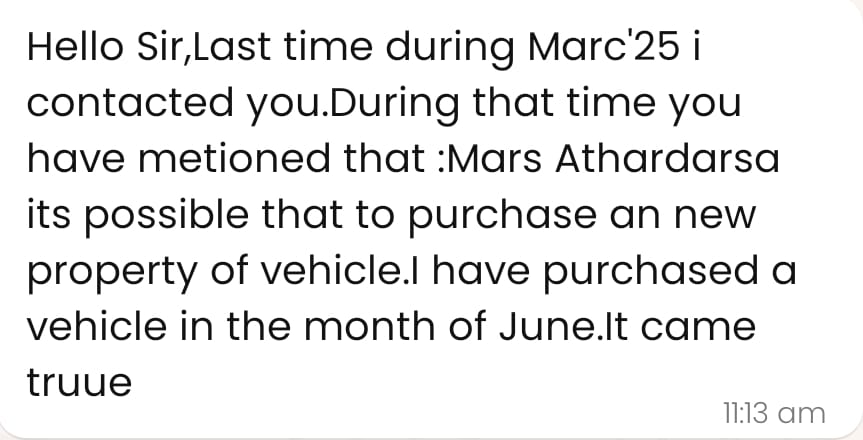 Hello Sir,Last time during Marc'25 i
contacted you.During that time you
have metioned that :Mars Athardarsa
its possible that to purchase an new
property of vehicle.I have purchased a
vehicle in the month of June.It came
truue
11:13 am